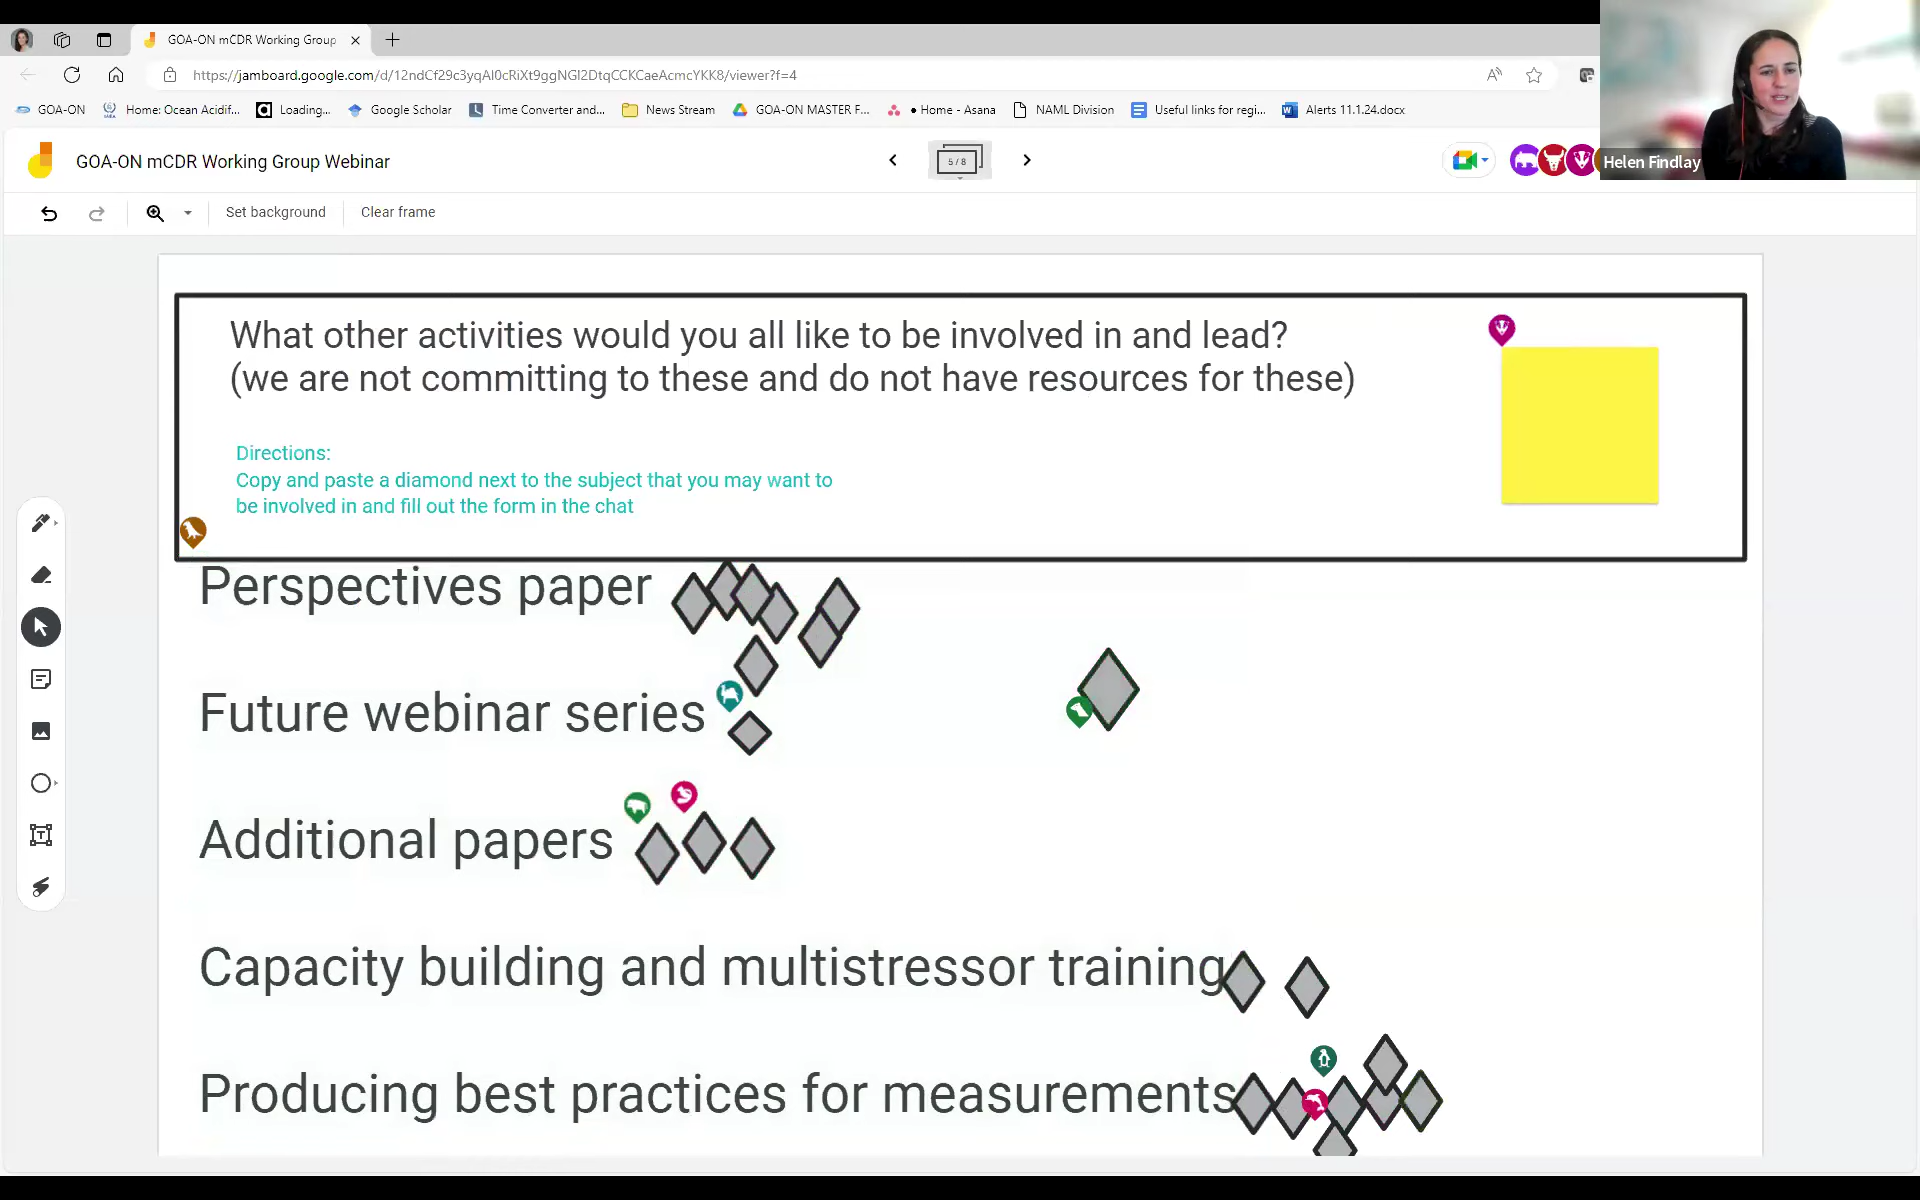 GOA-ON mCDR Working Group
https://jamboard.google.com/d/12ndCf29c3yqAl0cRiXt9ggNGl2DtqCCKCaeAcmcYKK8/viewer?f=4
GOA-ON
Home: Ocean Acidif...
Loading...
Google Scholar
Time Converter and...
News Stream
GOA-ON MASTER F...
• Home - Asana
NAML Division
Useful links for regi...
Alerts 11.1.24.docx
GOA-ON mCDR Working Group Webinar
5 / 8
Helen Findlay
Set background
Clear frame
What other activities would you all like to be involved in and lead?
(we are not committing to these and do not have resources for these)
Directions:
Copy and paste a diamond next to the subject that you may want to
be involved in and fill out the form in the chat
Perspectives paper
Future webinar series
Additional papers
Capacity building and multistressor training
Producing best practices for measurements